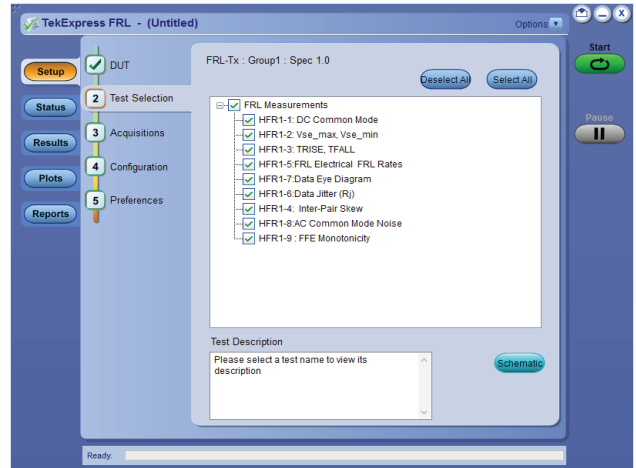 TekExpress FRL - (Untitled)
Options
Start
Pause
Setup
Status
Results
Plots
Reports
DUT
2 Test Selection
3 Acquisitions
4 Configuration
5 Preferences
FRL-Tx : Group1 : Spec 1.0
Deselect All
Select All
FRL Measurements
HFR1-1: DC Common Mode
HFR1-2: Vse_max, Vse_min
HFR1-3: TRISE, TFALL
HFR1-5:FRL Electrical FRL Rates
HFR1-7:Data Eye Diagram
HFR1-6:Data Jitter (Rj)
HFR1-4: Inter-Pair Skew
HFR1-8:AC Common Mode Noise
HFR1-9 : FFE Monotonicity
Test Description
Please select a test name to view its
description
Schematic
Ready.